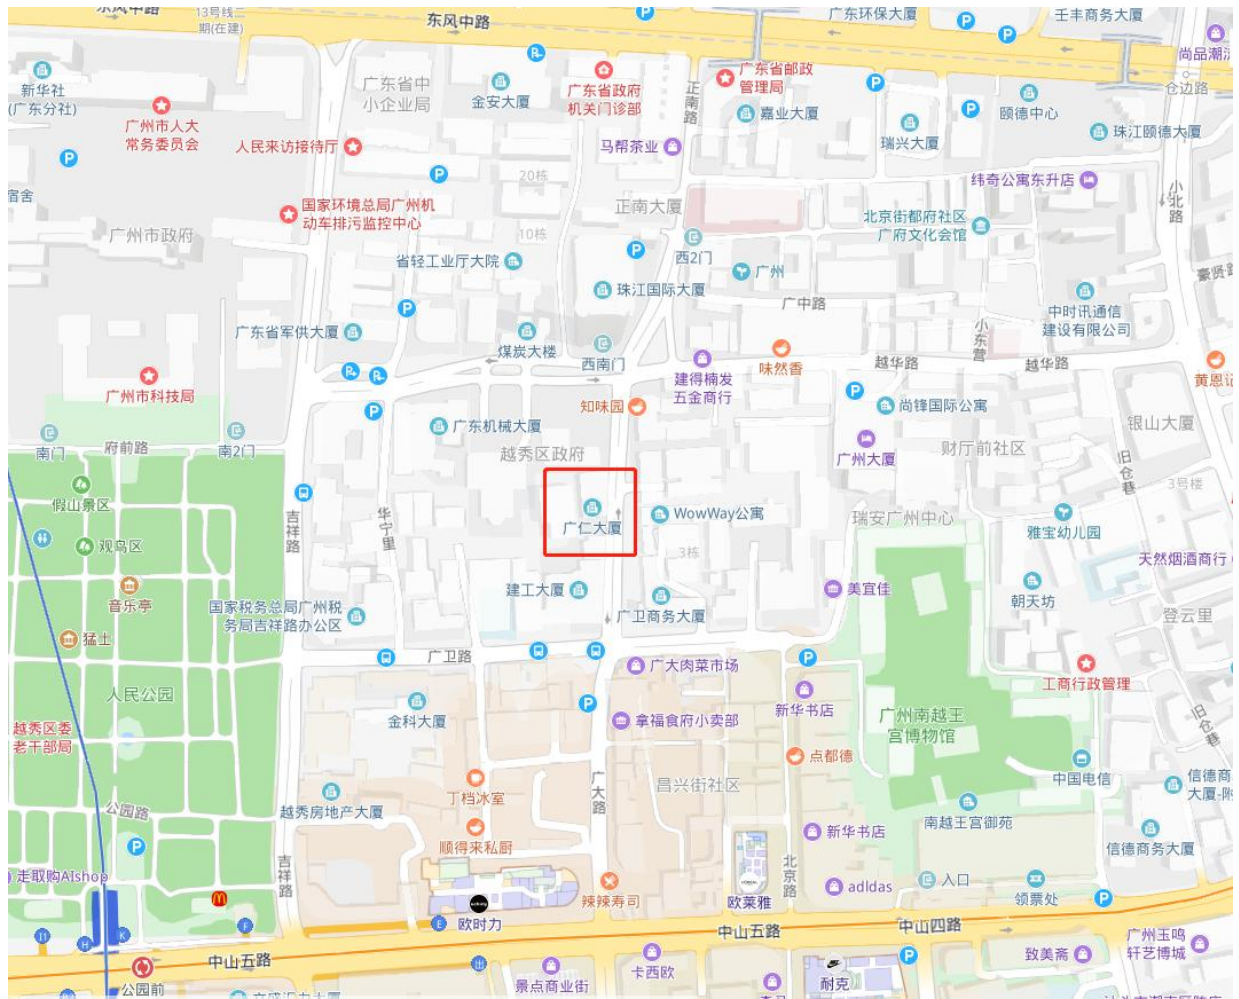 东风中路
13号线二
期(在建)
东风中路
广东环保大厦
壬丰商务大厦
尚品潮流
仓边路
新华社
(广东分社)
广州市人大
常务委员会
广东省中
小企业局
金安大厦
广东省政府
机关门诊部
正南路
广东省邮政
管理局
嘉业大厦
瑞兴大厦
颐德中心
珠江颐德大厦
人民来访接待厅
马帮茶业
20栋
纬奇公寓东升店
小北路
宿舍
国家环境总局广州机
动车排污监控中心
正南大厦
北京街都府社区
广府文化会馆
广州市政府
10栋
西2门
省轻工业厅大院
广州
豪贤路
珠江国际大厦
广中路
中时讯通信
建设有限公司
广东省军供大厦
煤炭大楼
西南门
小东营
味然香
越华路
越华路
建得楠发
五金商行
黄恩记
广州市科技局
知味园
尚锋国际公寓
银山大厦
南门
府前路
南2门
广东机械大厦
越秀区政府
广州大厦
财厅前社区
旧仓巷
3号楼
假山景区
吉祥路
华宁里
广仁大厦
WowWay公寓
瑞安广州中心
雅宝幼儿园
观鸟区
3栋
天然烟酒商行
音乐亭
国家税务总局广州税
务局吉祥路办公区
建工大厦
广卫商务大厦
美宜佳
朝天坊
登云里
猛士
广卫路
广大肉菜市场
工商行政管理
人民公园
金科大厦
拿福食府小卖部
新华书店
广州南越王
宫博物馆
旧仓巷
越秀区委
老干部局
点都德
中国电信
信德商
大厦-附
公园路
越秀房地产大厦
丁档冰室
广大路
昌兴街社区
南越王宫御苑
顺得来私厨
新华书店
信德商务大厦
走取购AIshop
吉祥路
北京路
adldas
入口
领票处
欧时力
辣辣寿司
欧莱雅
中山五路
中山五路
中山四路
公园前
景点商业街
卡西欧
耐克
致美斋
广州玉鸣
轩艺博城